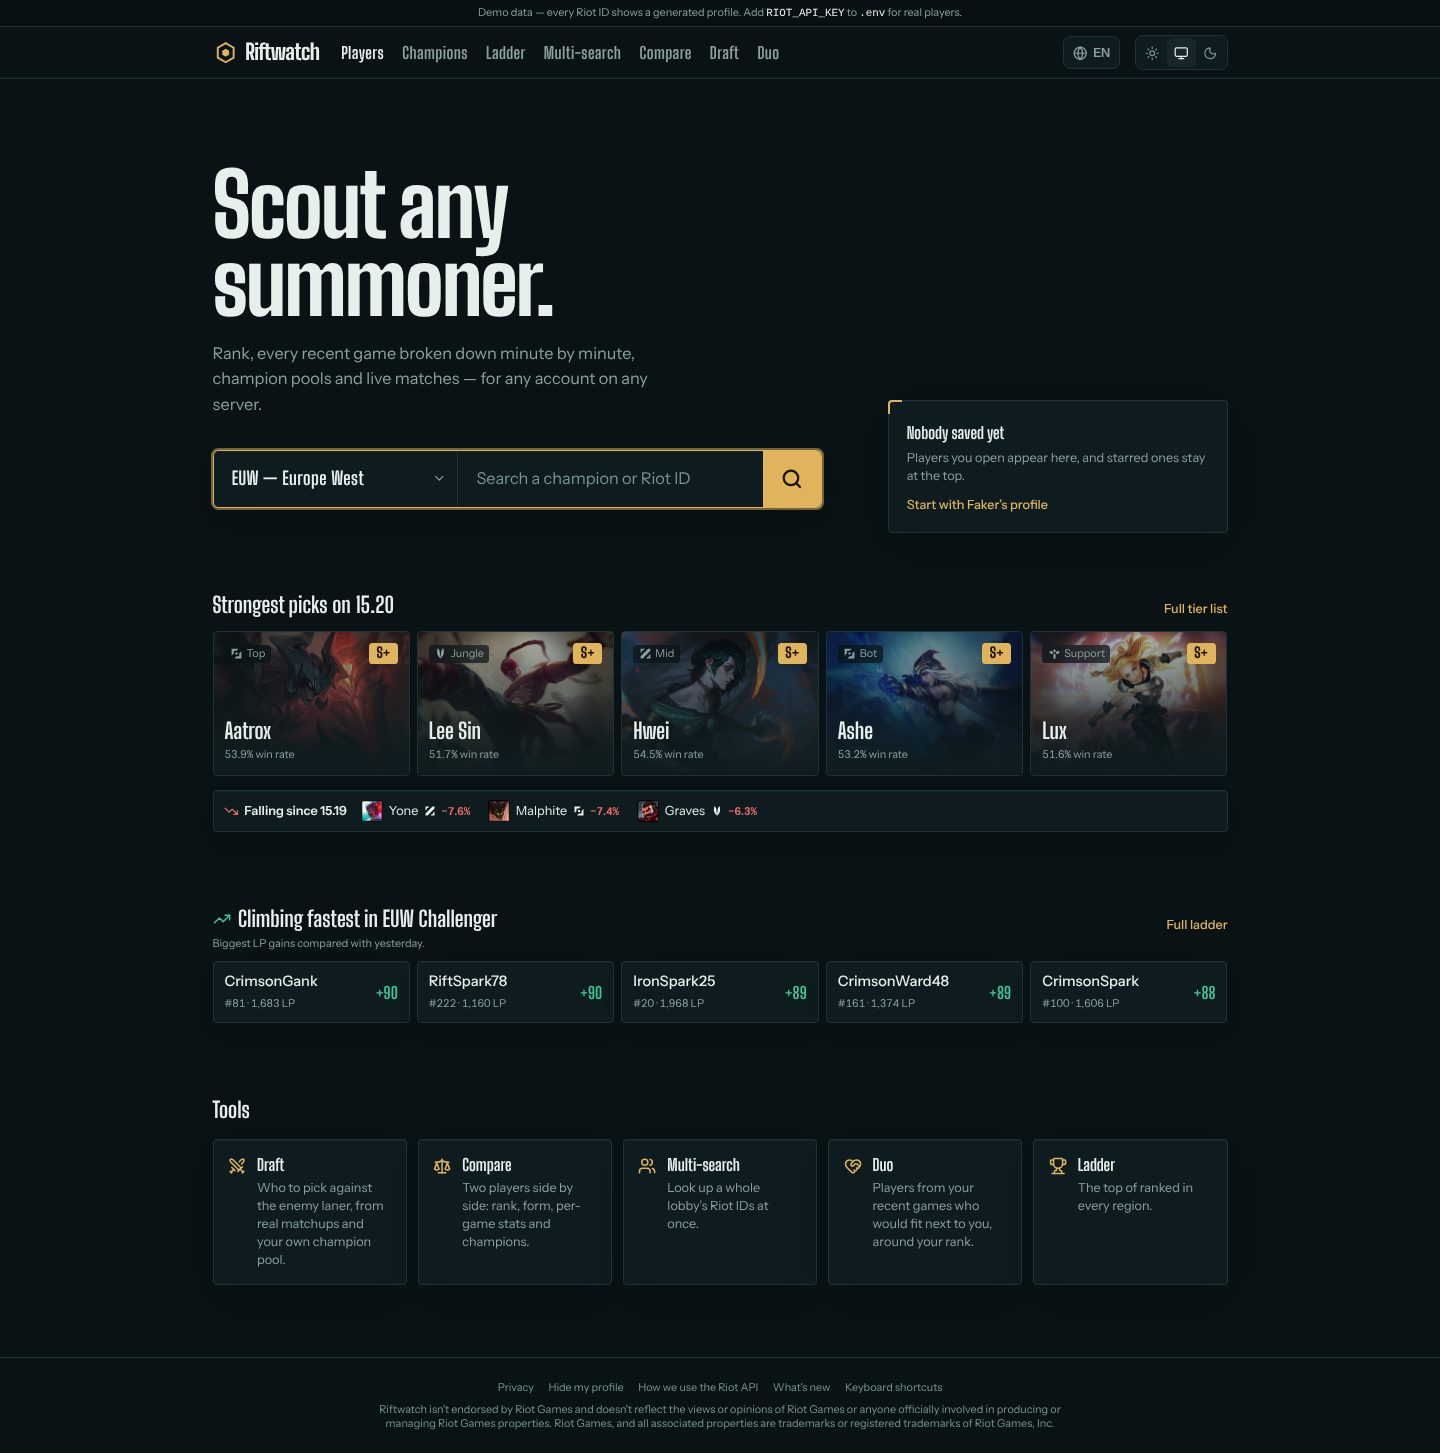 Demo data — every Riot ID shows a generated profile. Add RIOT_API_KEY to .env for real players.
Riftwatch Players Champions Ladder Multi-search Compare Draft Duo EN
Scout any
summoner.
Rank, every recent game broken down minute by minute,
champion pools and live matches — for any account on any
server.
EUW — Europe West Search a champion or Riot ID
Nobody saved yet
Players you open appear here, and starred ones stay
at the top.
Start with Faker's profile
Strongest picks on 15.20 Full tier list
Top S+
Aatrox
53.9% win rate
Jungle S+
Lee Sin
51.7% win rate
Mid S+
Hwei
54.5% win rate
Bot S+
Ashe
53.2% win rate
Support S+
Lux
51.6% win rate
Falling since 15.19 Yone −7.6% Malphite −7.4% Graves −6.3%
Climbing fastest in EUW Challenger Full ladder
Biggest LP gains compared with yesterday.
CrimsonGank
#81 · 1,683 LP
+90
RiftSpark78
#222 · 1,160 LP
+90
IronSpark25
#20 · 1,968 LP
+89
CrimsonWard48
#161 · 1,374 LP
+89
CrimsonSpark
#100 · 1,606 LP
+88
Tools
Draft
Who to pick against
the enemy laner, from
real matchups and
your own champion
pool.
Compare
Two players side by
side: rank, form, per-
game stats and
champions.
Multi-search
Look up a whole
lobby's Riot IDs at
once.
Duo
Players from your
recent games who
would fit next to you,
around your rank.
Ladder
The top of ranked in
every region.
Privacy Hide my profile How we use the Riot API What's new Keyboard shortcuts
Riftwatch isn't endorsed by Riot Games and doesn't reflect the views or opinions of Riot Games or anyone officially involved in producing or
managing Riot Games properties. Riot Games, and all associated properties are trademarks or registered trademarks of Riot Games, Inc.